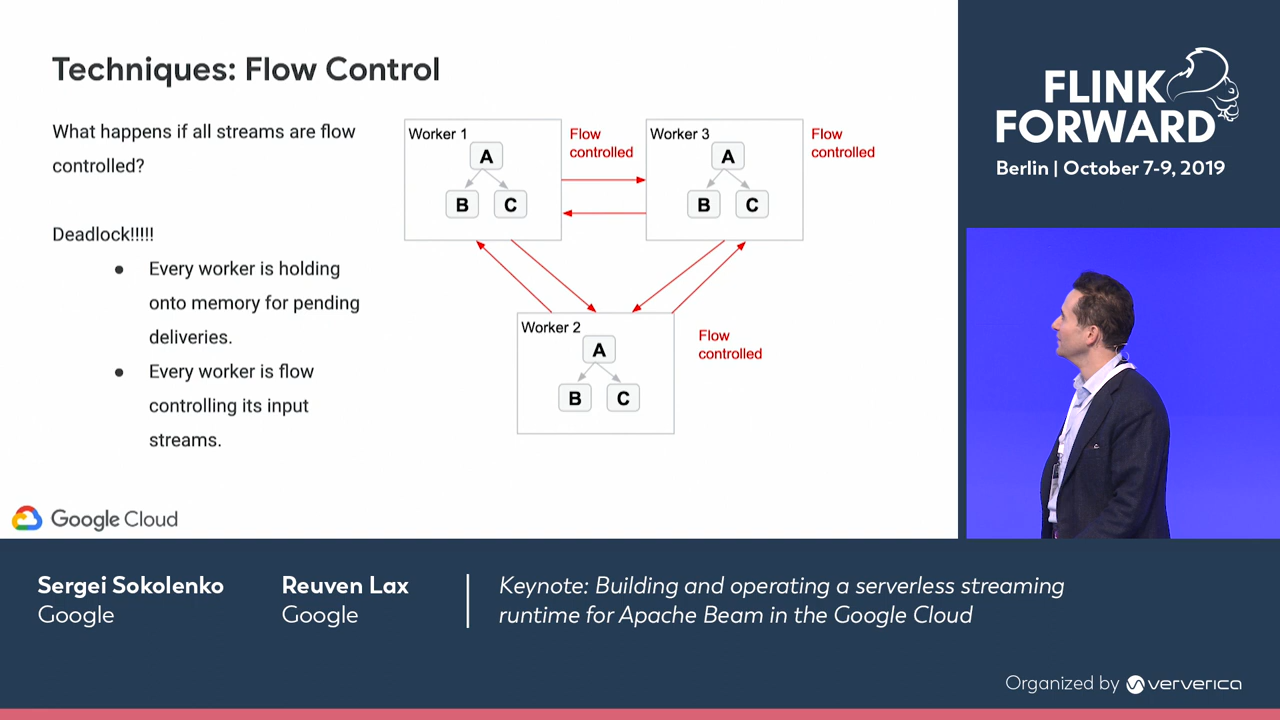 Techniques: Flow Control
What happens if all streams are flow
controlled?
Deadlock!!!!!
● Every worker is holding
onto memory for pending
deliveries.
● Every worker is flow
controlling its input
streams.
Worker 1
A
B C
Flow
controlled
Worker 3
A
B C
Flow
controlled
Worker 2
A
B C
Flow
controlled
Google Cloud
FLINK
FORWARD
Berlin | October 7-9, 2019
Sergei Sokolenko
Google
Reuven Lax
Google
Keynote: Building and operating a serverless streaming
runtime for Apache Beam in the Google Cloud
Organized by ververica